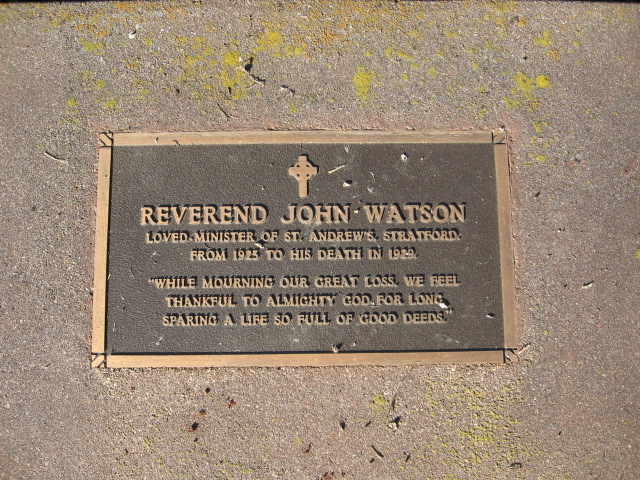 REVEREND JOHN WATSON
LOVED MINISTER OF ST. ANDREW'S, STRATFORD.
FROM 1925 TO HIS DEATH IN 1929.
"WHILE MOURNING OUR GREAT LOSS, WE FEEL
THANKFUL TO ALMIGHTY GOD, FOR LONG
SPARING A LIFE SO FULL OF GOOD DEEDS."